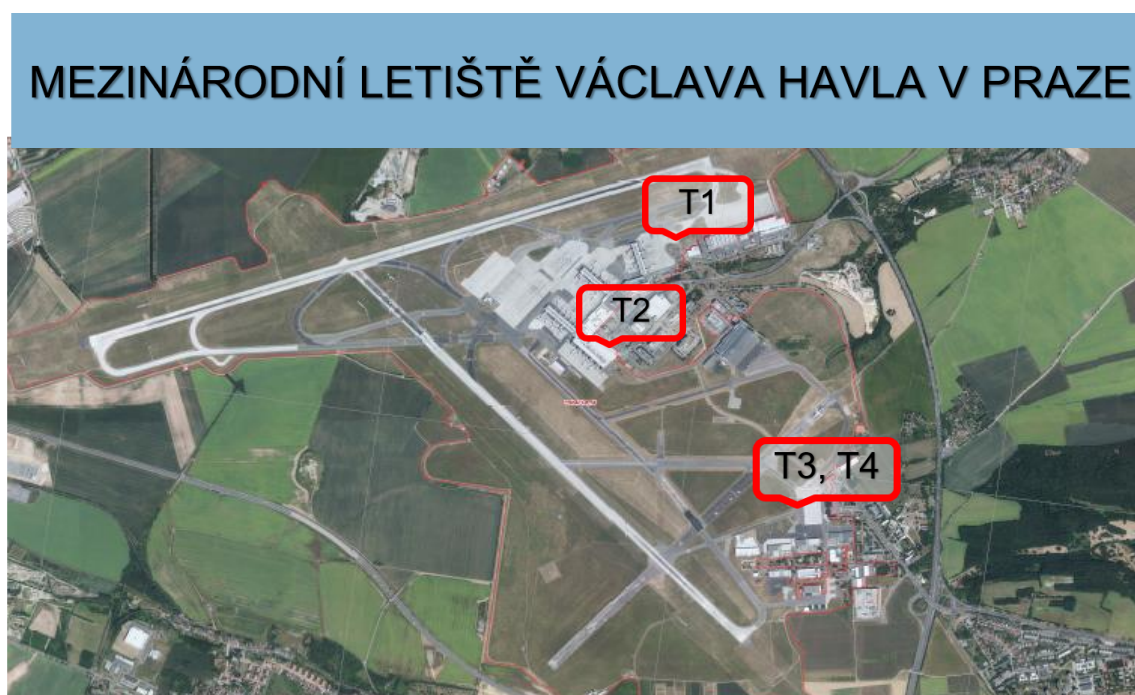 MEZINÁRODNÍ LETIŠTĚ VÁCLAVA HAVLA V PRAZE
T1
T2
T3, T4